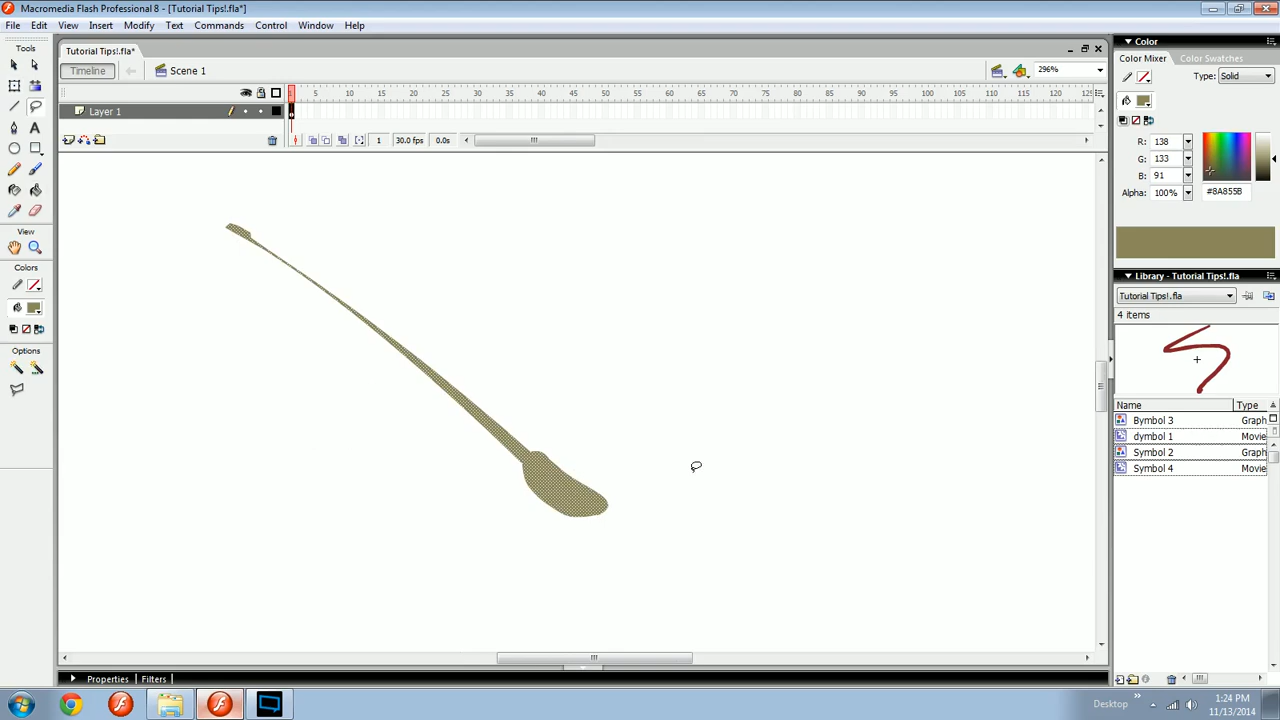 Macromedia Flash Professional 8 - [Tutorial Tips!.fla*]
File Edit View Insert Modify Text Commands Control Window Help
Tools
Tutorial Tips!.fla*
Timeline
Scene 1
296%
5 10 15 20 25 30 35 40 45 50 55 60 65 70 75 80 85 90 95 100 105 110 115 120 125
Layer 1
1 30.0 fps 0.0s
View
Colors
Options
Color
Color Mixer Color Swatches
Type: Solid
R: 138
G: 133
B: 91
Alpha: 100% #8A855B
Library - Tutorial Tips!.fla
Tutorial Tips!.fla
4 items
Name Type
Bymbol 3 Graph
dymbol 1 Movie
Symbol 2 Graph
Symbol 4 Movie
Properties Filters
Desktop
1:24 PM
11/13/2014